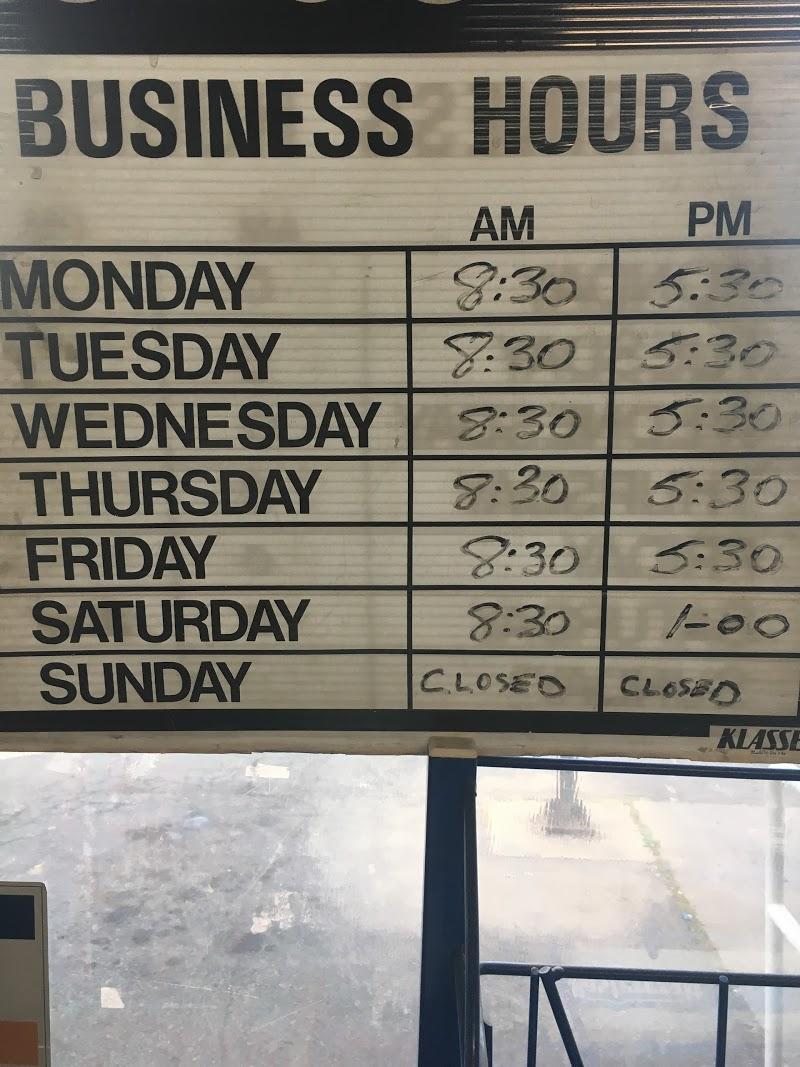 BUSINESS HOURS
AM PM
MONDAY 8:30 5:30
TUESDAY 8:30 5:30
WEDNESDAY 8:30 5:30
THURSDAY 8:30 5:30
FRIDAY 8:30 5:30
SATURDAY 8:30 1-00
SUNDAY CLOSED CLOSED